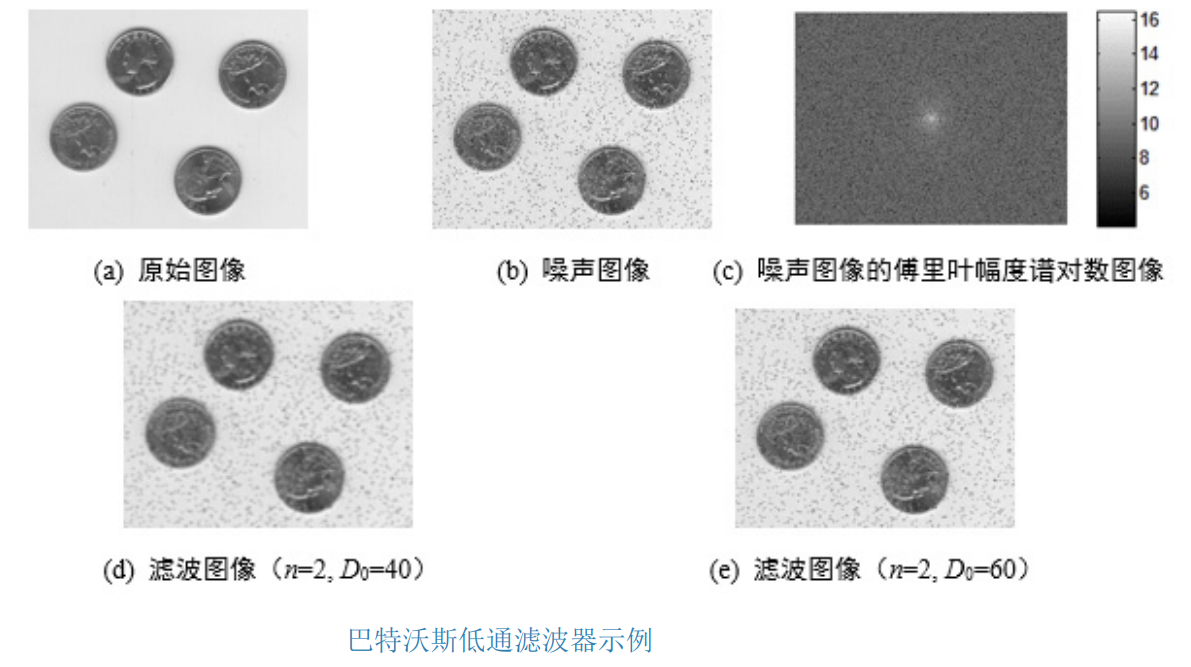 16
14
12
10
8
6
(a) 原始图像
(b) 噪声图像
(c) 噪声图像的傅里叶幅度谱对数图像
(d) 滤波图像（n=2, D0=40）
(e) 滤波图像（n=2, D0=60）
巴特沃斯低通滤波器示例